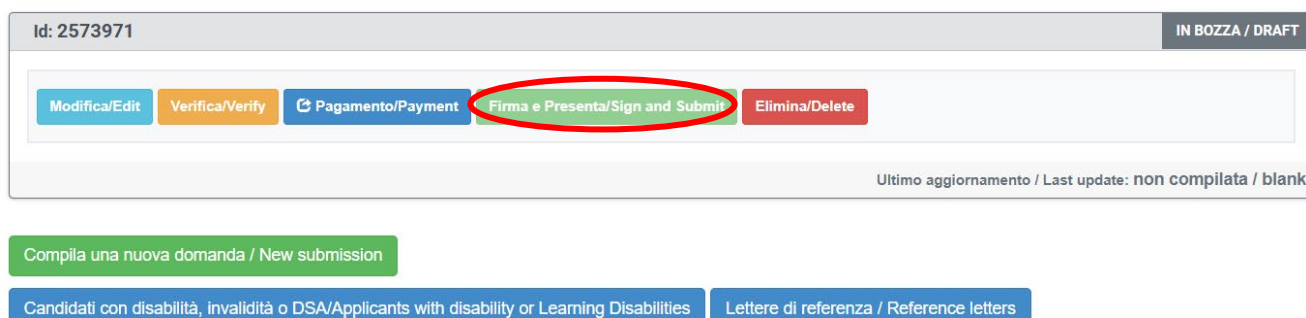 Id: 2573971 IN BOZZA / DRAFT
Modifica/Edit Verifica/Verify Pagamento/Payment Firma e Presenta/Sign and Submit Elimina/Delete
Ultimo aggiornamento / Last update: non compilata / blank
Compila una nuova domanda / New submission
Candidati con disabilità, invalidità o DSA/Applicants with disability or Learning Disabilities Lettere di referenza / Reference letters